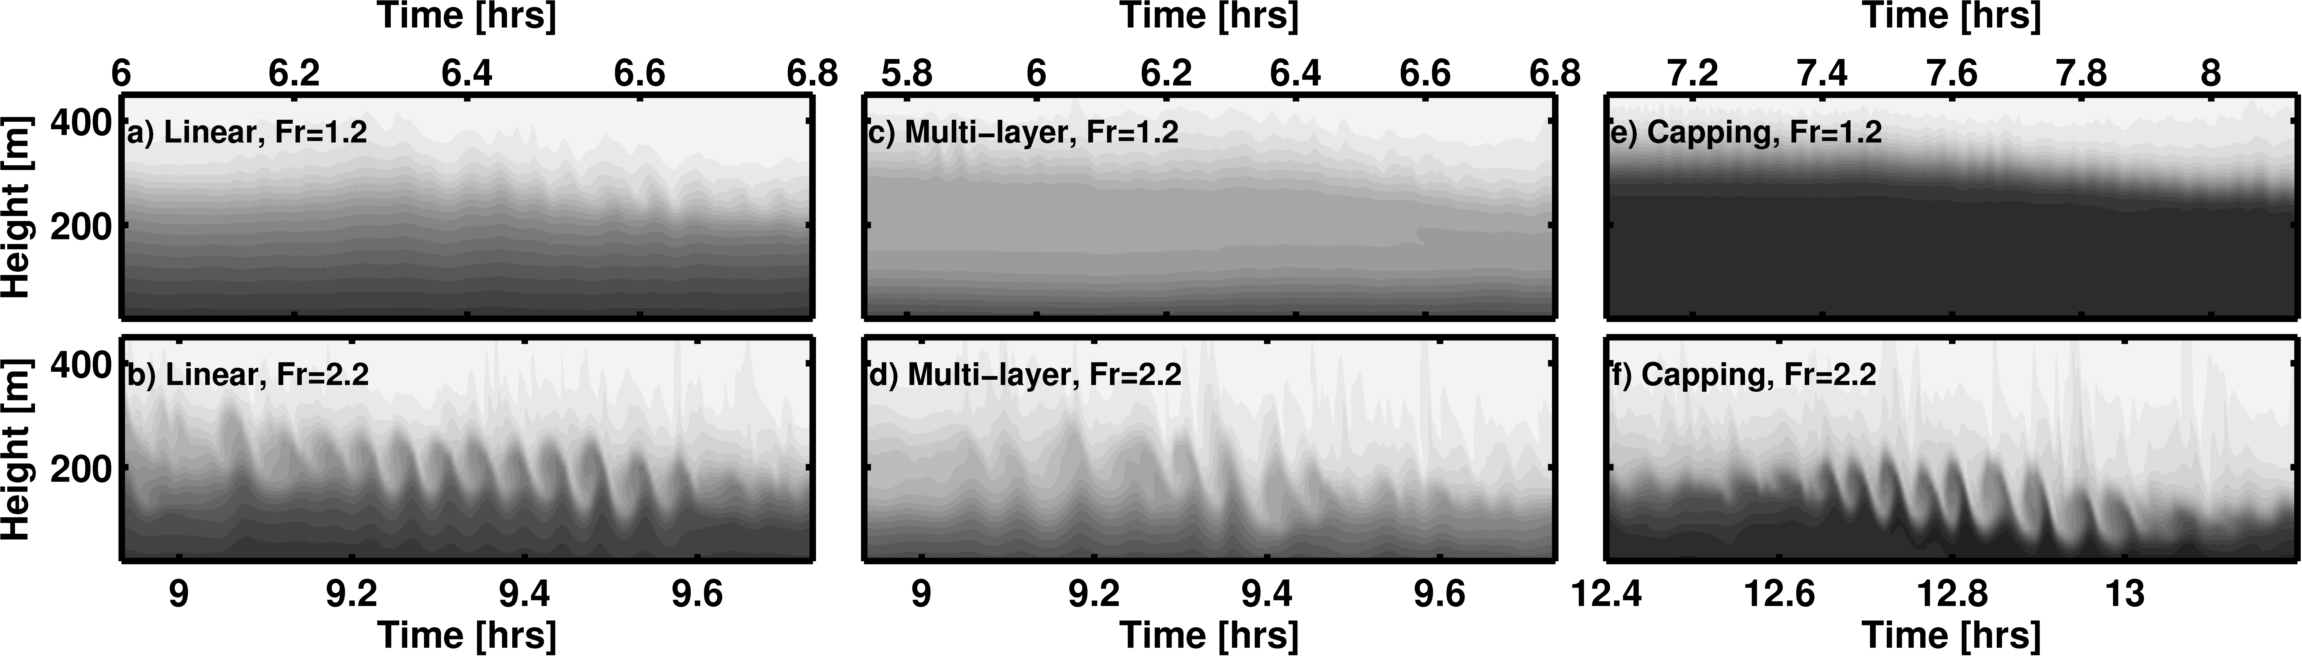 Time [hrs] Time [hrs] Time [hrs]
6 6.2 6.4 6.6 6.8 5.8 6 6.2 6.4 6.6 6.8 7.2 7.4 7.6 7.8 8
Height [m]
400
200
a) Linear, Fr=1.2
c) Multi−layer, Fr=1.2
e) Capping, Fr=1.2
Height [m]
400
200
b) Linear, Fr=2.2
d) Multi−layer, Fr=2.2
f) Capping, Fr=2.2
9 9.2 9.4 9.6 9 9.2 9.4 9.6 12.4 12.6 12.8 13
Time [hrs] Time [hrs] Time [hrs]